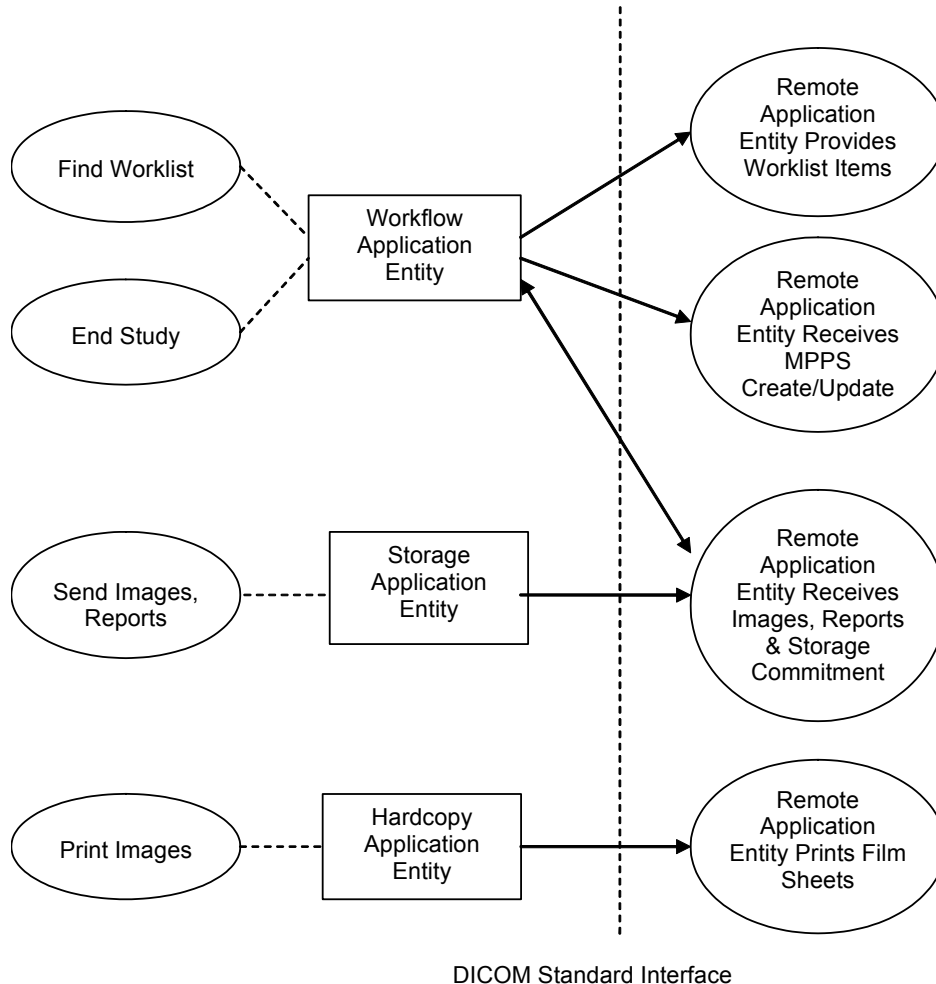 Find Worklist
End Study
Workflow
Application
Entity
Remote
Application
Entity Provides
Worklist Items
Remote
Application
Entity Receives
MPPS
Create/Update
Send Images,
Reports
Storage
Application
Entity
Remote
Application
Entity Receives
Images, Reports
& Storage
Commitment
Print Images
Hardcopy
Application
Entity
Remote
Application
Entity Prints Film
Sheets
DICOM Standard Interface